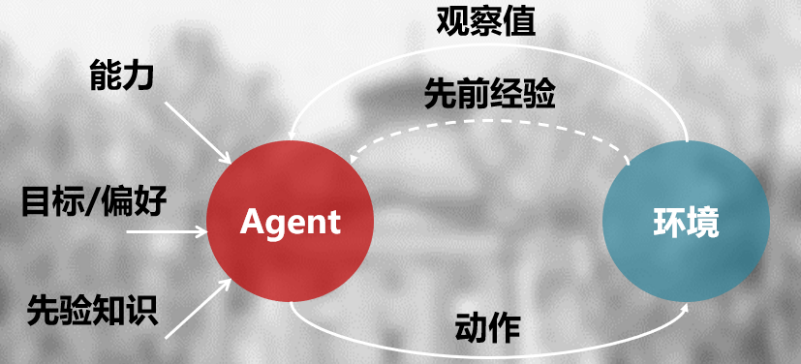 观察值
能力
先前经验
目标/偏好
Agent
环境
先验知识
动作